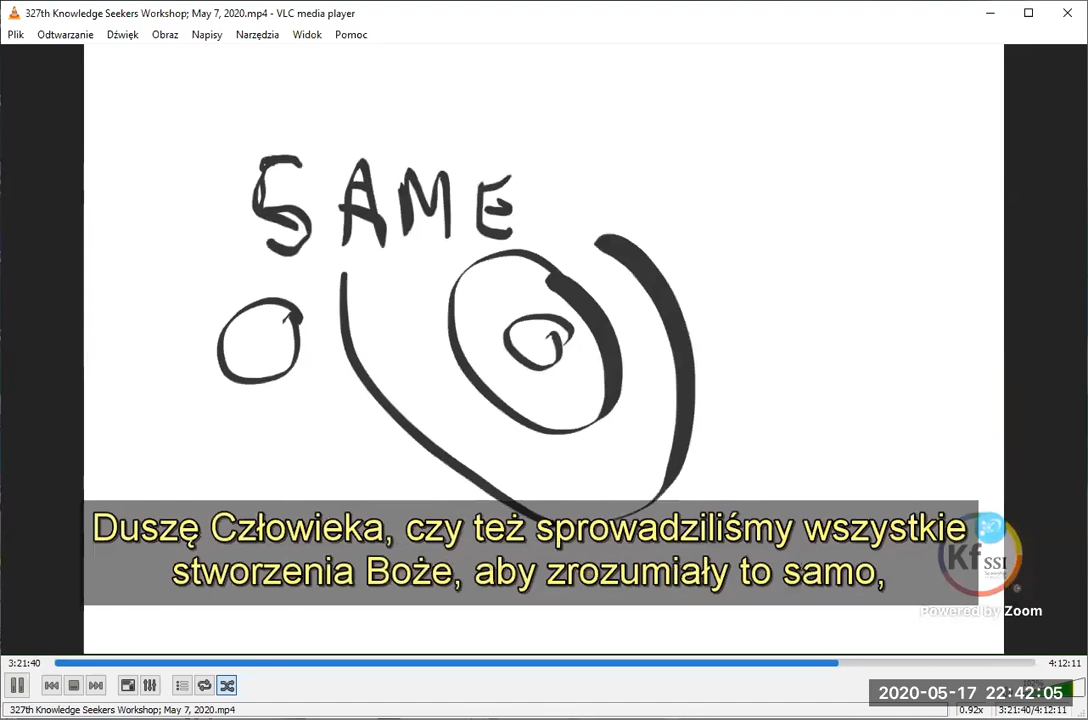 327th Knowledge Seekers Workshop; May 7, 2020.mp4 - VLC media player
Plik Odtwarzanie Dźwięk Obraz Napisy Narzędzia Widok Pomoc
SAME
Duszę Człowieka, czy też sprowadziliśmy wszystkie
stworzenia Boże, aby zrozumiały to samo,
Kf SSI
Powered by Zoom
3:21:40 4:12:11
2020-05-17 22:42:05
327th Knowledge Seekers Workshop; May 7, 2020.mp4 0.92x 3:21:40/4:12:11